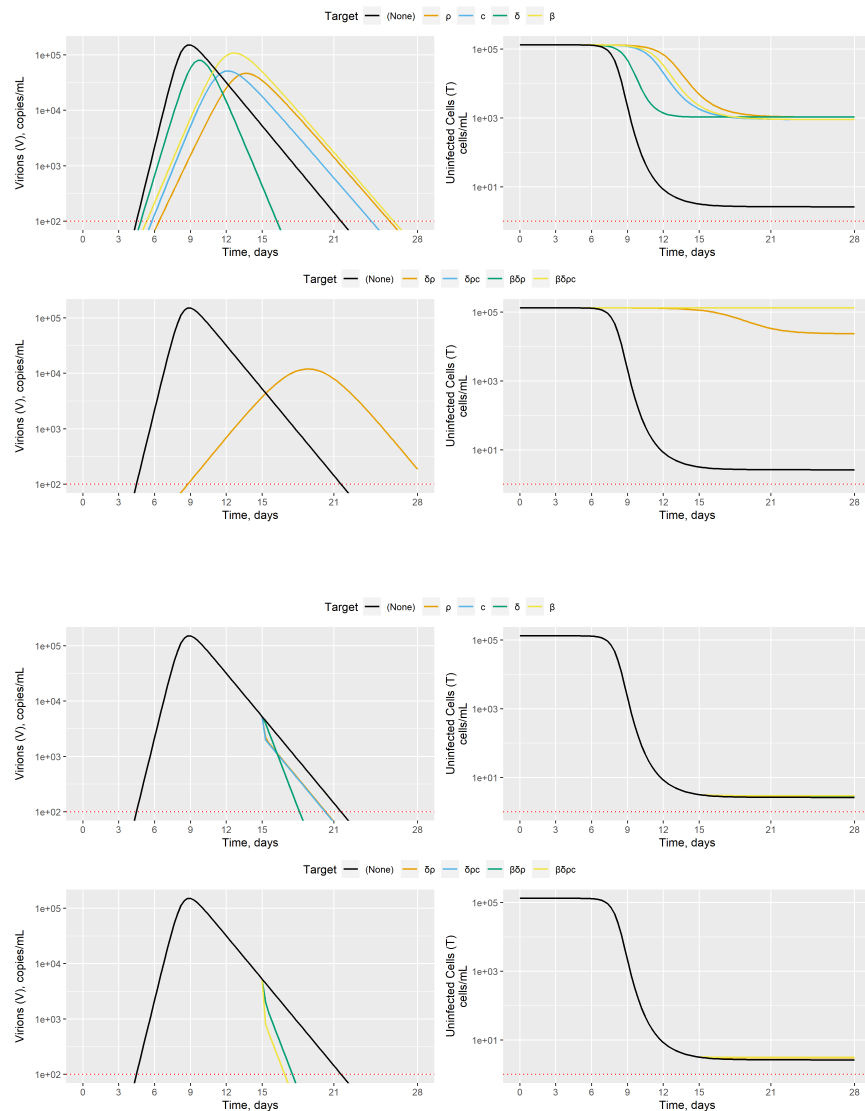 Target (None) ρ c δ β
Virions (V), copies/mL
1e+05
1e+04
1e+03
1e+02
0 3 6 9 12 15 21 28
Time, days
Uninfected Cells (T)
cells/mL
1e+05
1e+03
1e+01
0 3 6 9 12 15 21 28
Time, days
Target (None) δρ δρc βδρ βδρc
Virions (V), copies/mL
1e+05
1e+04
1e+03
1e+02
0 3 6 9 12 15 21 28
Time, days
Uninfected Cells (T)
cells/mL
1e+05
1e+03
1e+01
0 3 6 9 12 15 21 28
Time, days
Target (None) ρ c δ β
Virions (V), copies/mL
1e+05
1e+04
1e+03
1e+02
0 3 6 9 12 15 21 28
Time, days
Uninfected Cells (T)
cells/mL
1e+05
1e+03
1e+01
0 3 6 9 12 15 21 28
Time, days
Target (None) δρ δρc βδρ βδρc
Virions (V), copies/mL
1e+05
1e+04
1e+03
1e+02
0 3 6 9 12 15 21 28
Time, days
Uninfected Cells (T)
cells/mL
1e+05
1e+03
1e+01
0 3 6 9 12 15 21 28
Time, days